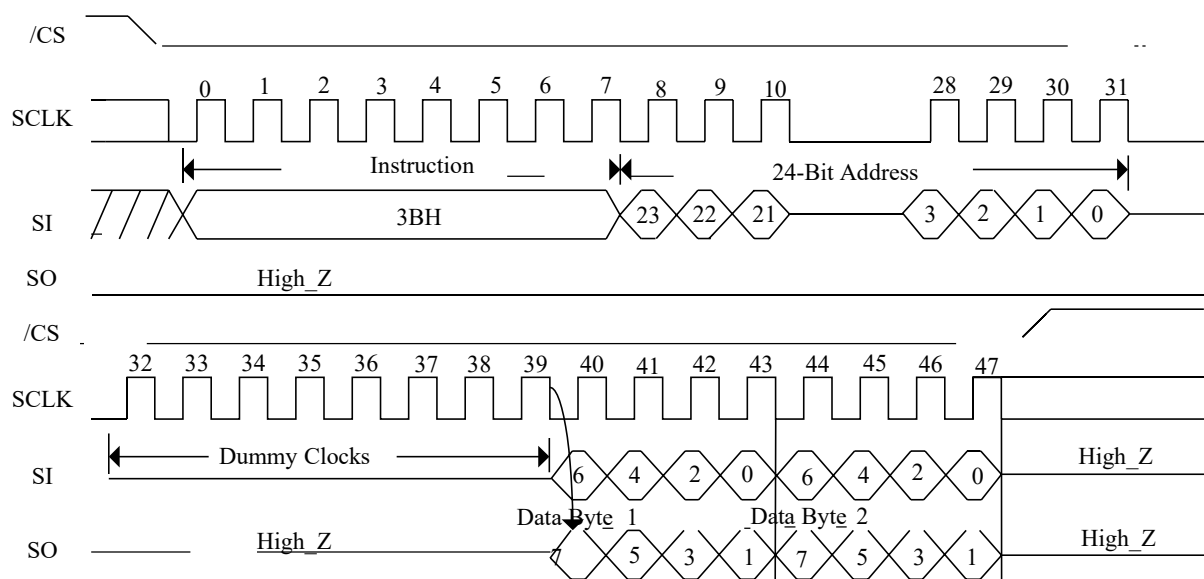 /CS
0 1 2 3 4 5 6 7 8 9 10 28 29 30 31
SCLK
Instruction 24-Bit Address
SI 3BH 23 22 21 3 2 1 0
SO High_Z
/CS
32 33 34 35 36 37 38 39 40 41 42 43 44 45 46 47
SCLK
Dummy Clocks
SI 6 4 2 0 6 4 2 0 High_Z
Data Byte 1 Data Byte 2
SO High_Z 7 5 3 1 7 5 3 1 High_Z